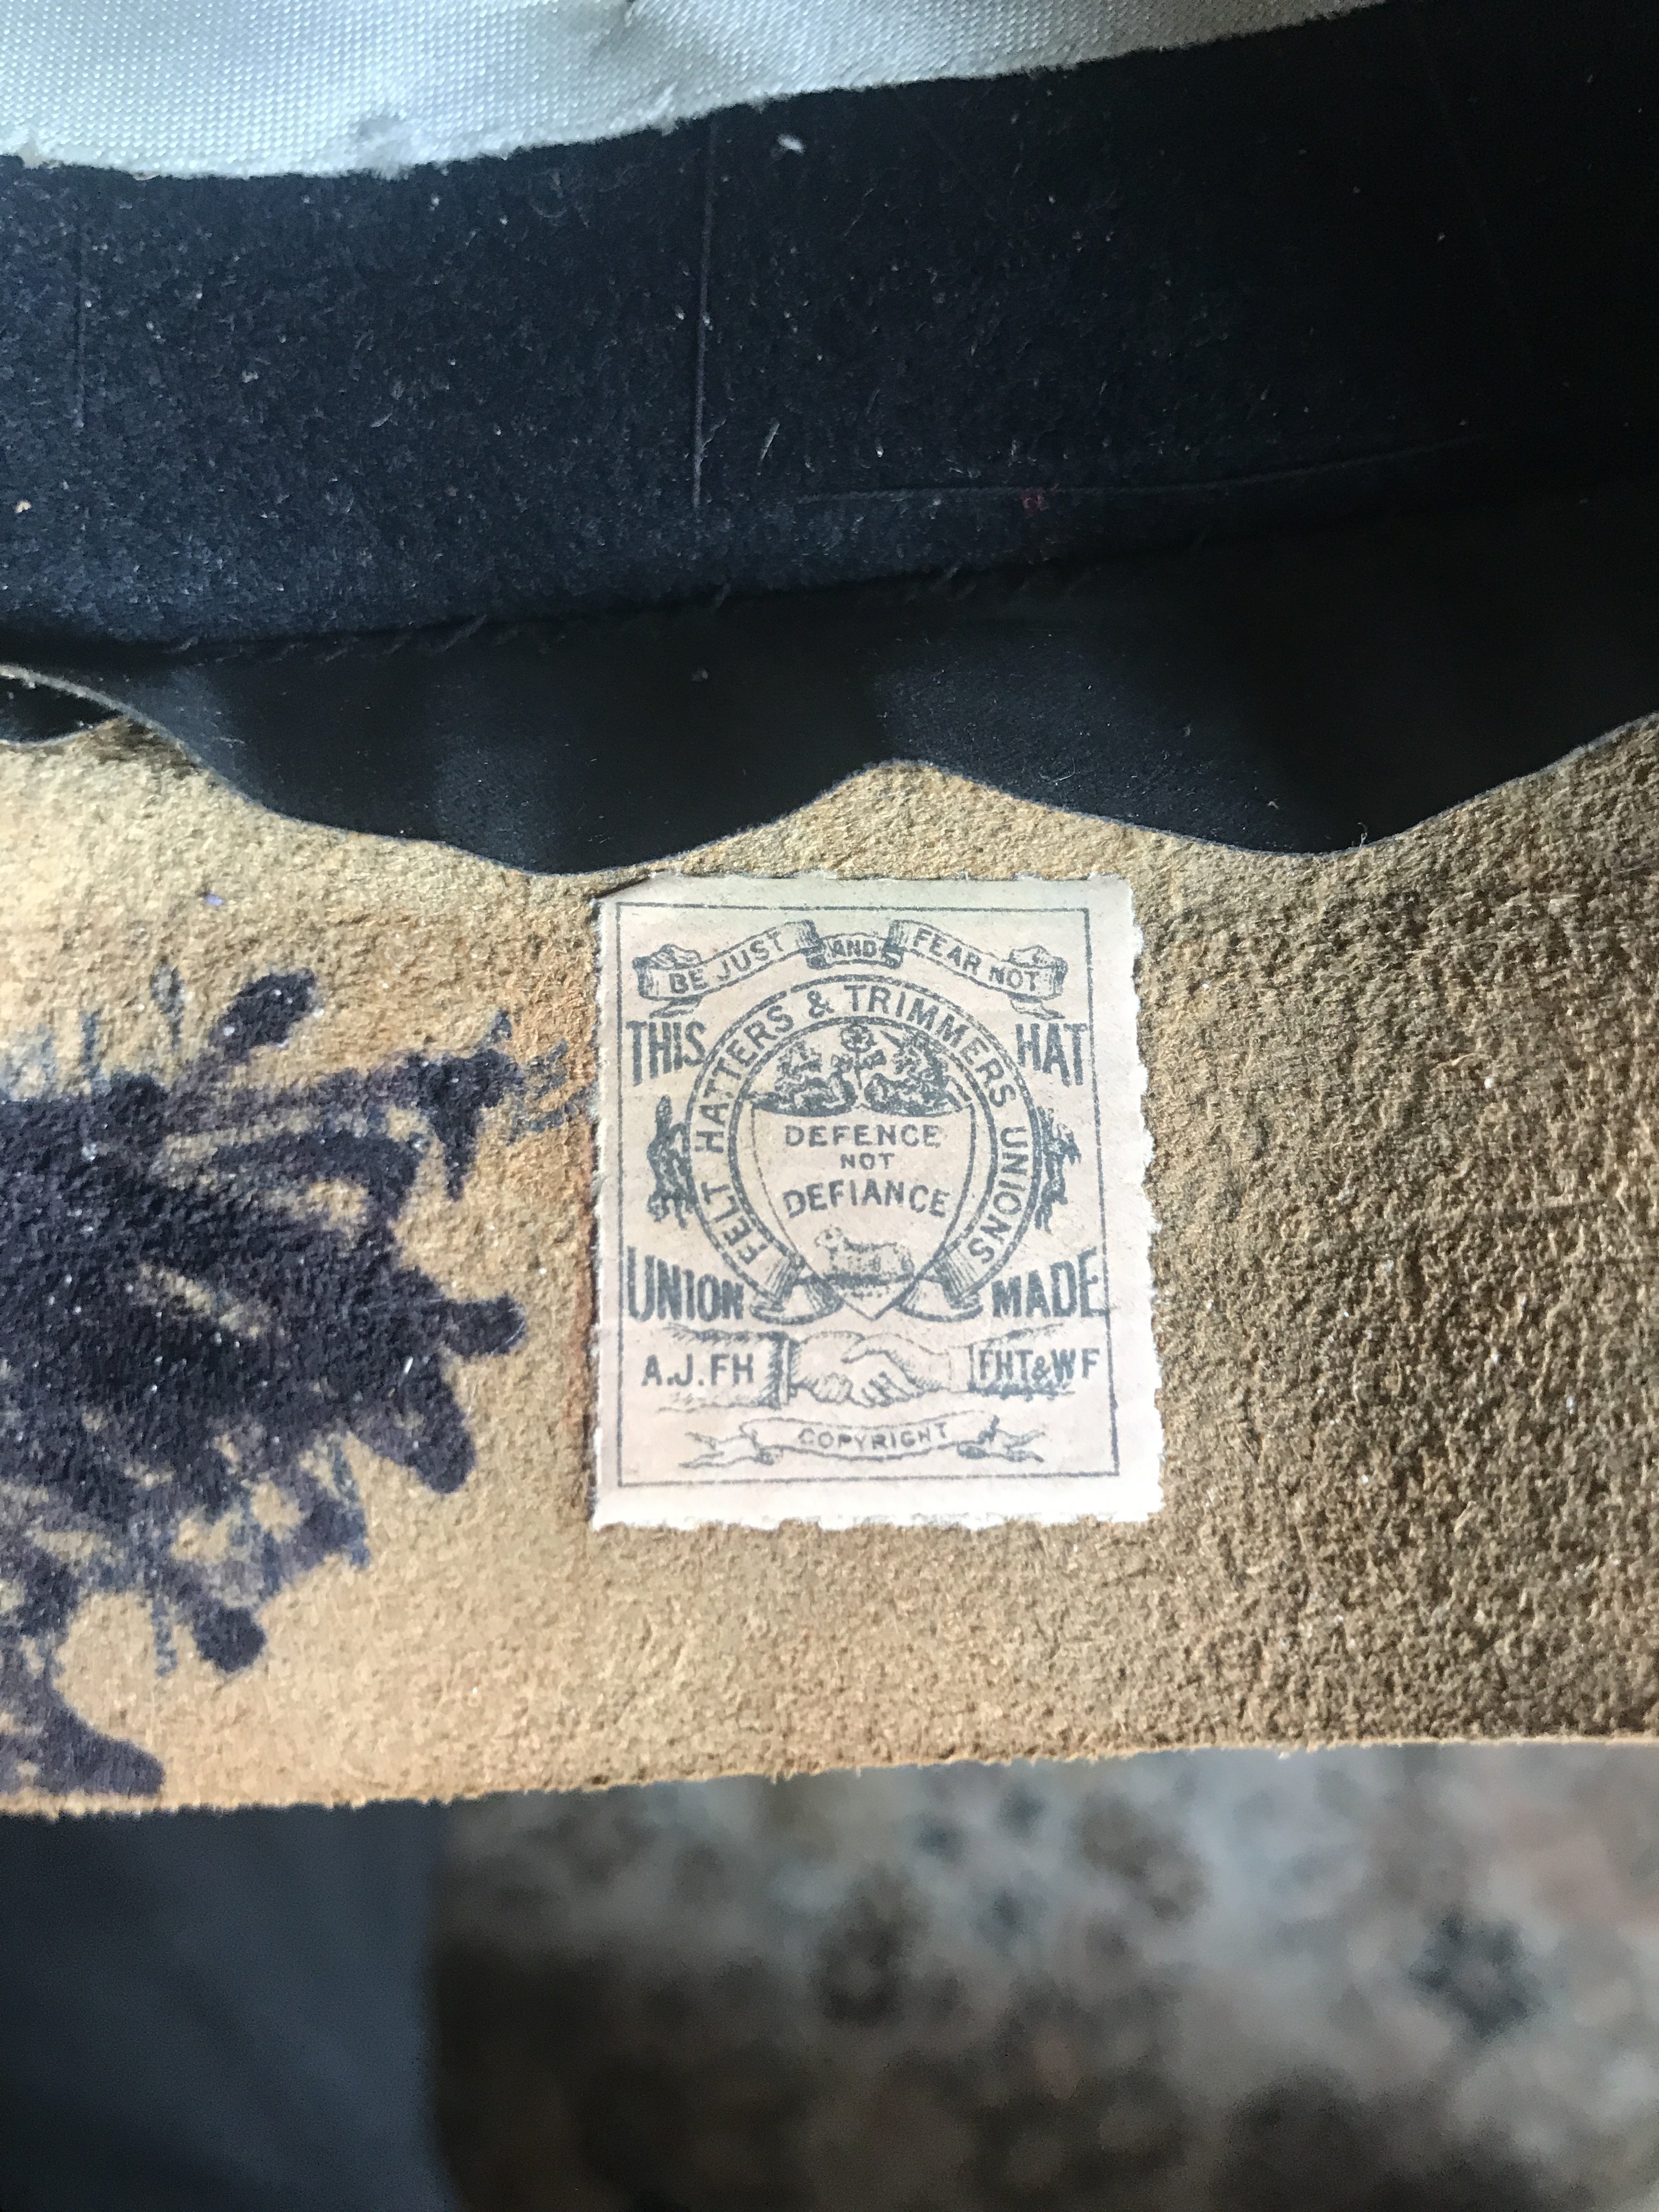 BE JUST AND FEAR NOT
FELT HATTERS & TRIMMERS UNIONS
THIS HAT
DEFENCE
NOT
DEFIANCE
UNION MADE
A.J.FH FHT&WF
COPYRIGHT